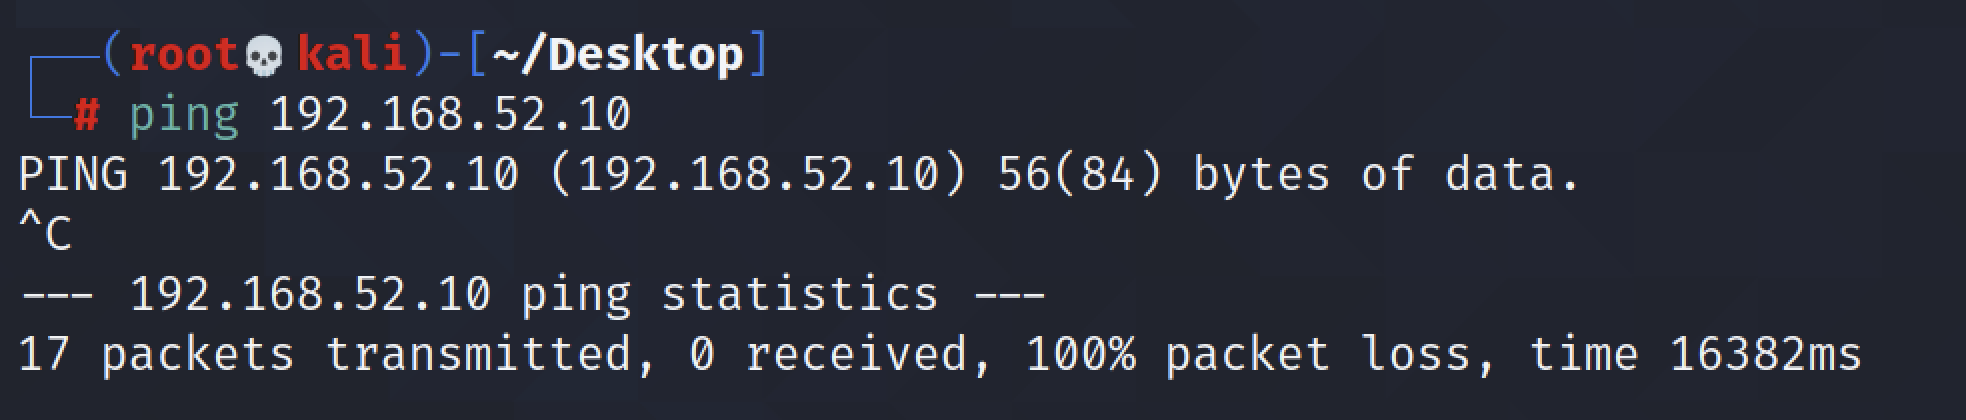 (root💀kali)-[~/Desktop]
# ping 192.168.52.10
PING 192.168.52.10 (192.168.52.10) 56(84) bytes of data.
^C
--- 192.168.52.10 ping statistics ---
17 packets transmitted, 0 received, 100% packet loss, time 16382ms